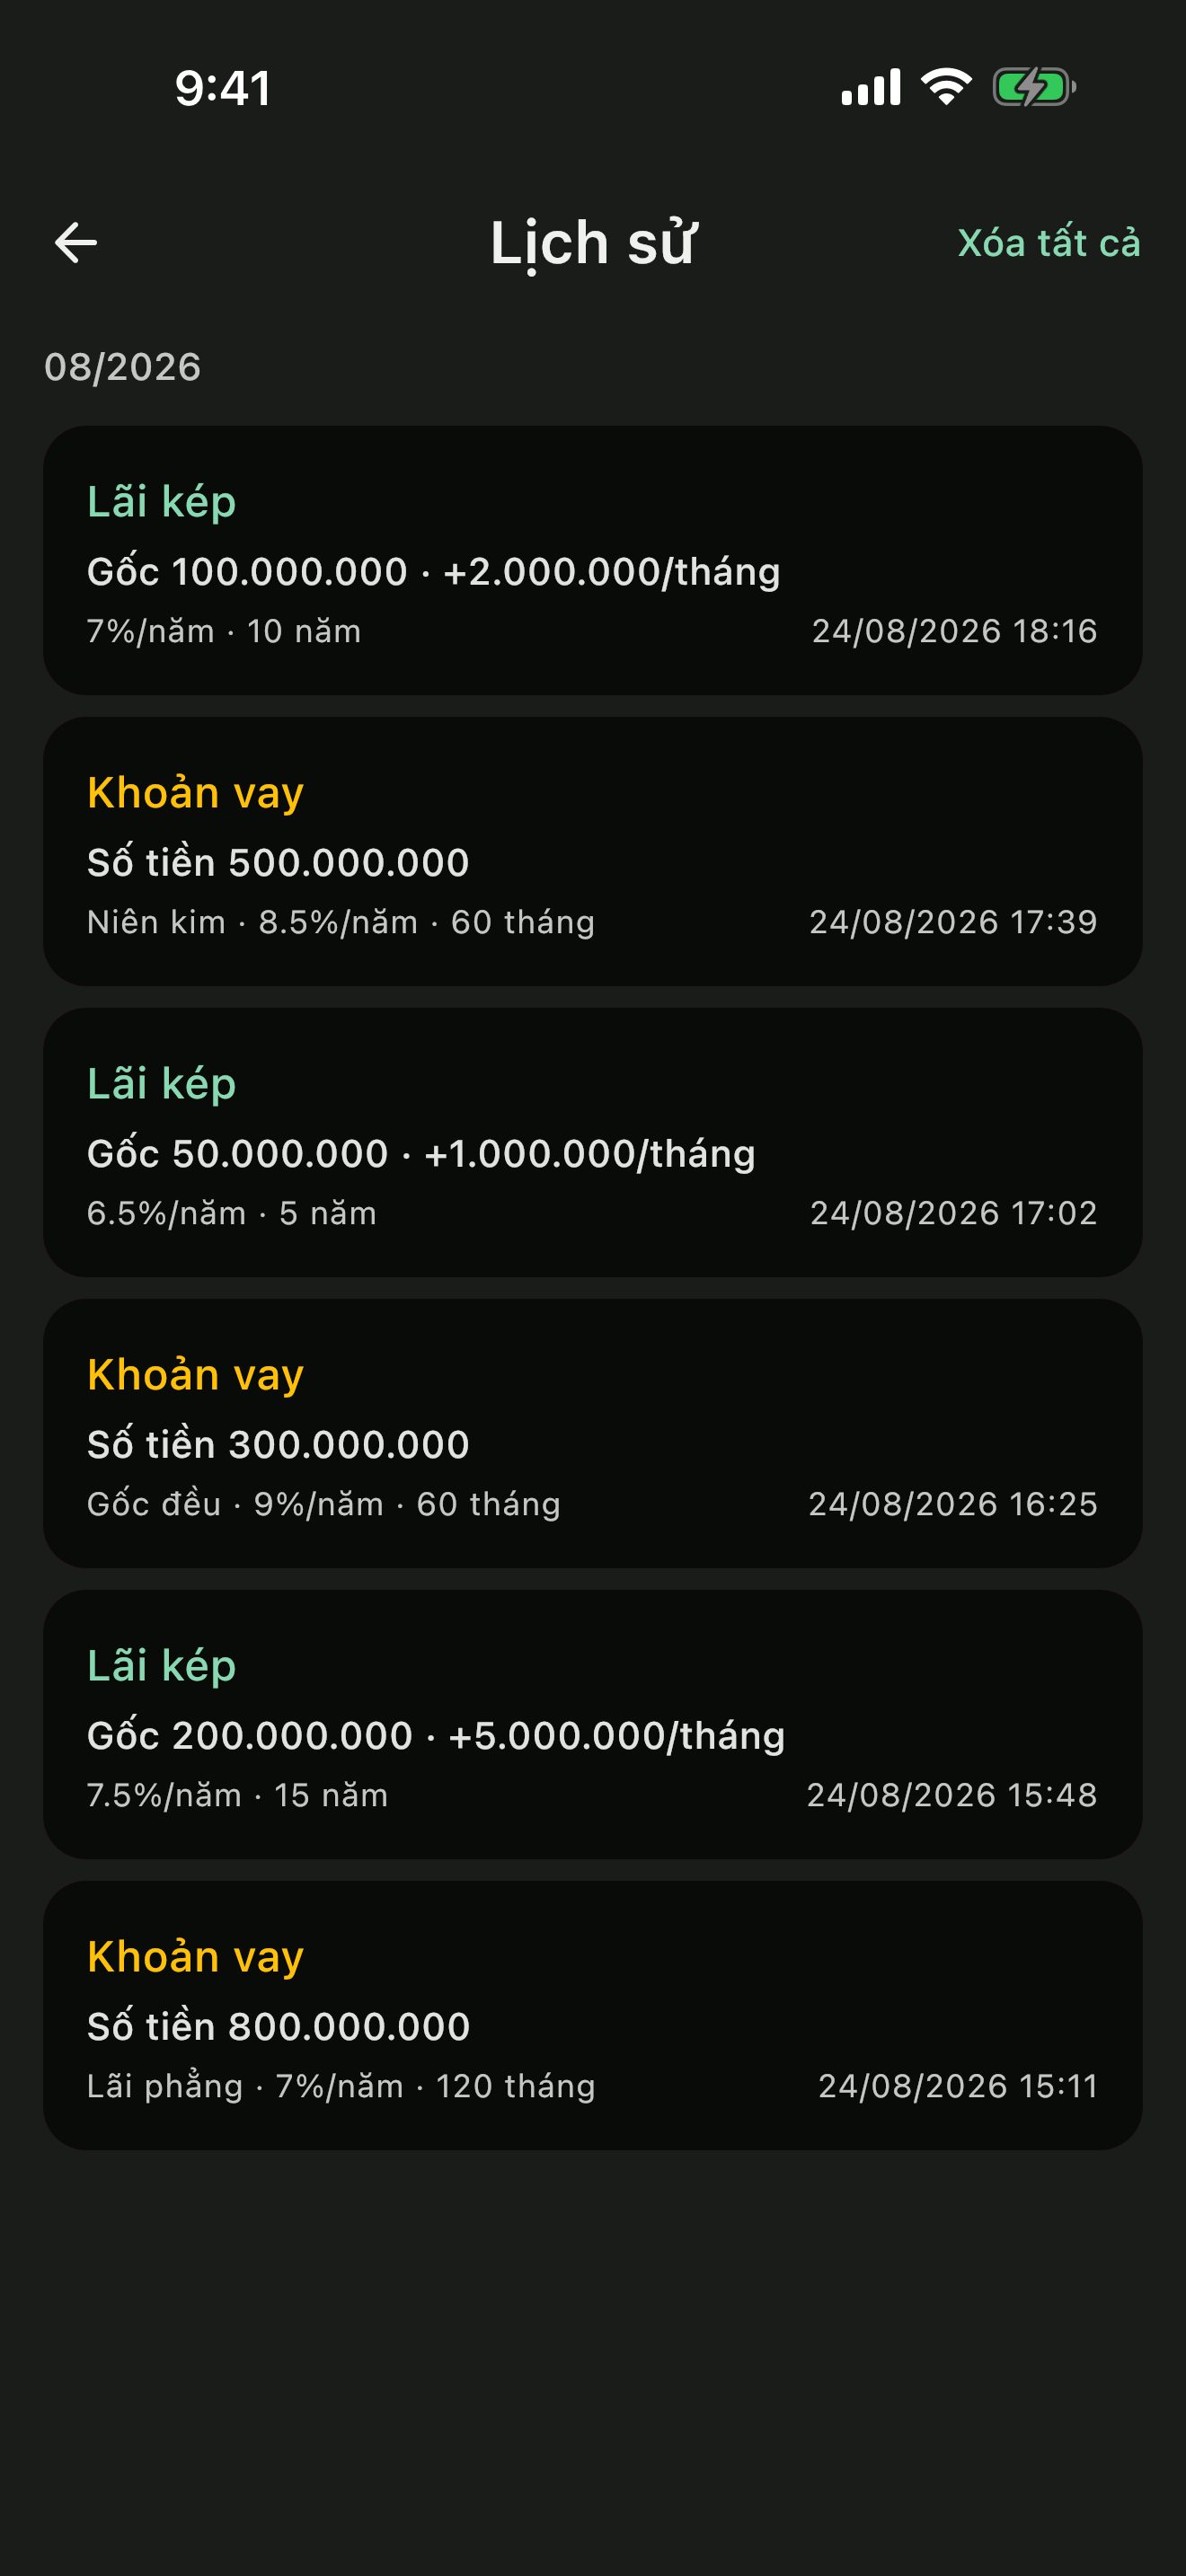 9:41
Lịch sử
Xóa tất cả
08/2026
Lãi kép
Gốc 100.000.000 · +2.000.000/tháng
7%/năm · 10 năm 24/08/2026 18:16
Khoản vay
Số tiền 500.000.000
Niên kim · 8.5%/năm · 60 tháng 24/08/2026 17:39
Lãi kép
Gốc 50.000.000 · +1.000.000/tháng
6.5%/năm · 5 năm 24/08/2026 17:02
Khoản vay
Số tiền 300.000.000
Gốc đều · 9%/năm · 60 tháng 24/08/2026 16:25
Lãi kép
Gốc 200.000.000 · +5.000.000/tháng
7.5%/năm · 15 năm 24/08/2026 15:48
Khoản vay
Số tiền 800.000.000
Lãi phẳng · 7%/năm · 120 tháng 24/08/2026 15:11